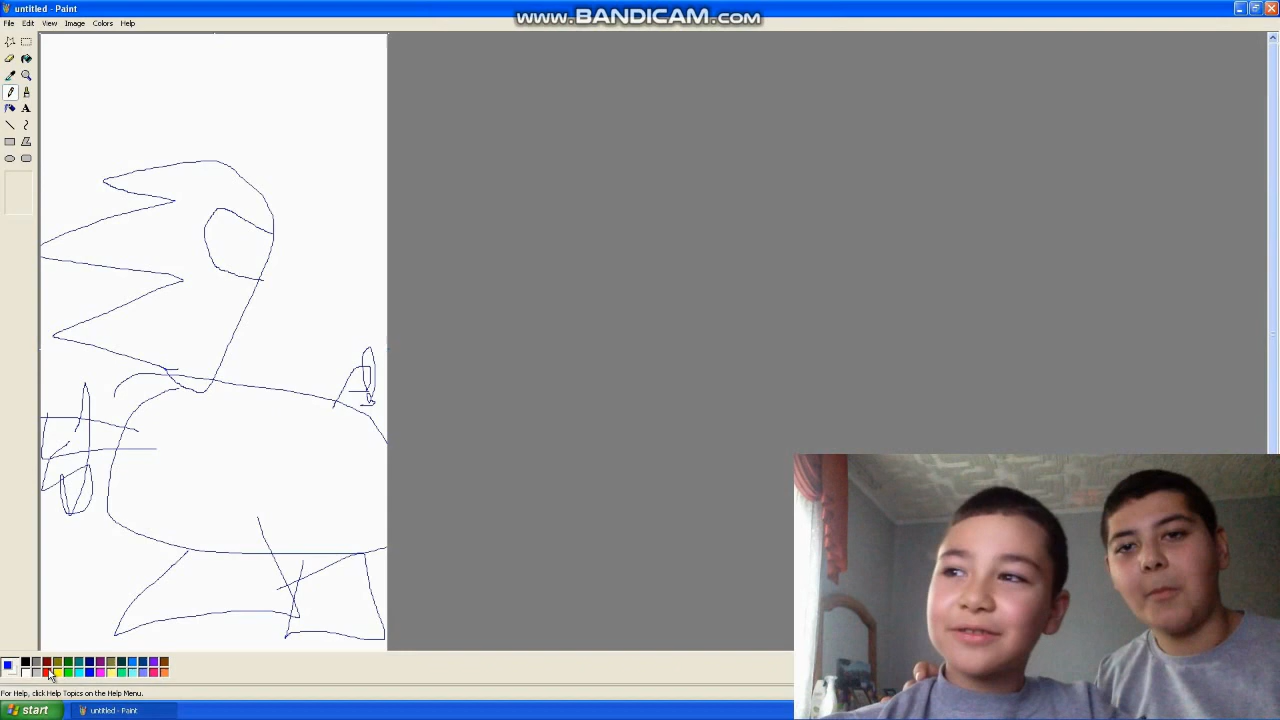 untitled - Paint
www.BANDICAM.com
File Edit View Image Colors Help
For Help, click Help Topics on the Help Menu.
start untitled - Paint